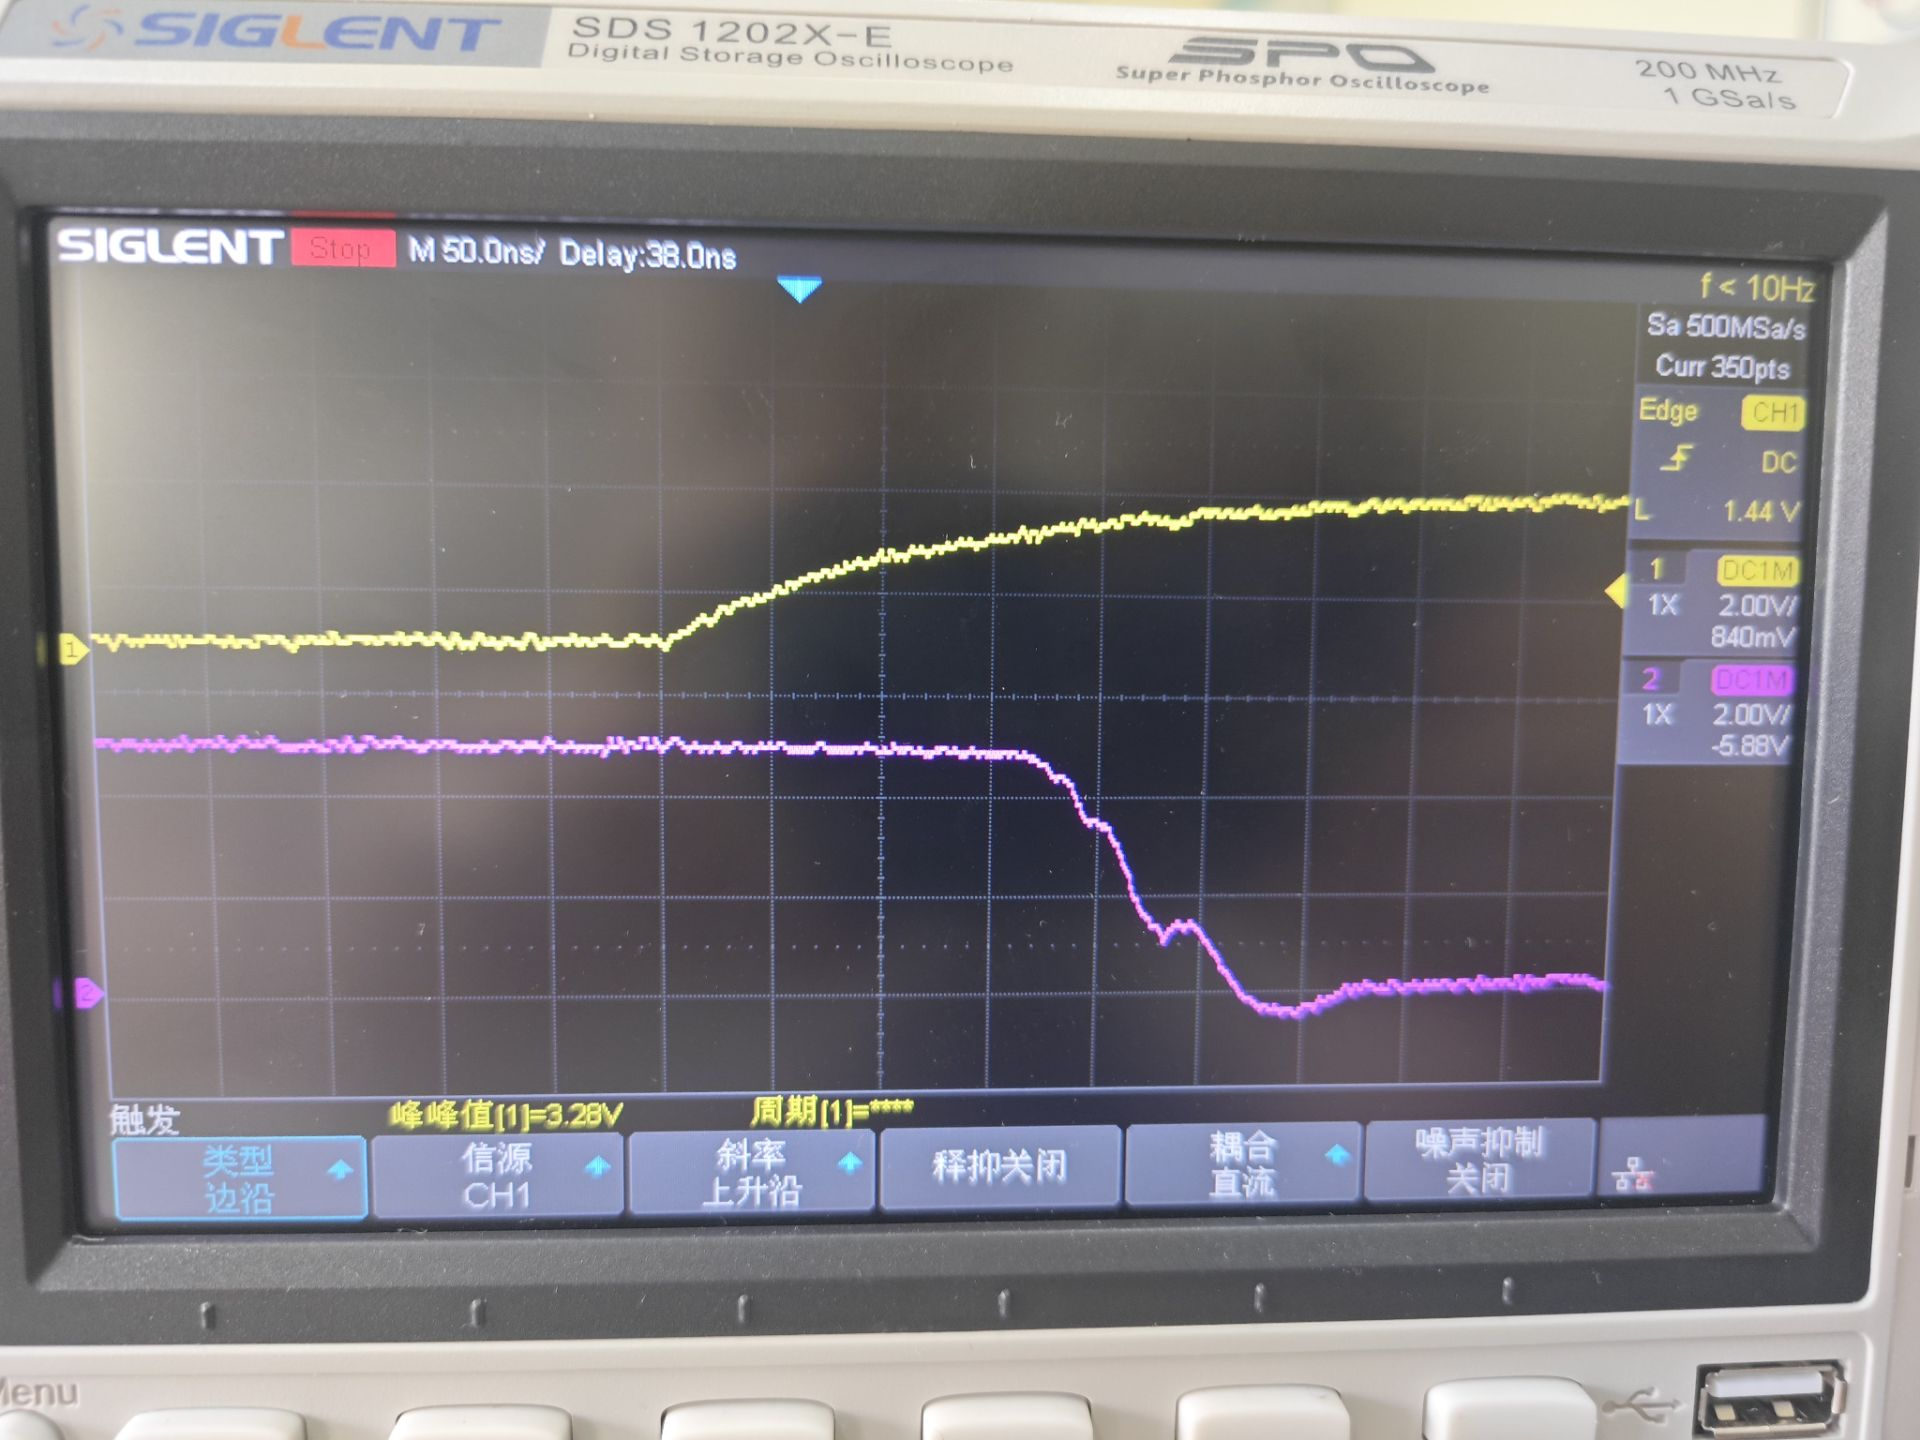 SIGLENT
SDS 1202X-E
Digital Storage Oscilloscope
SPO
Super Phosphor Oscilloscope
200 MHz
1 GSa/s
SIGLENT Stop M 50.0ns/ Delay:38.0ns
f < 10Hz
Sa 500MSa/s
Curr 350pts
Edge CH1
DC
L 1.44 V
1 DC1M
1X 2.00V/
840mV
2 DC1M
1X 2.00V/
-5.88V
1
2
触发 峰峰值[1]=3.28V 周期[1]=****
类型
边沿
信源
CH1
斜率
上升沿
释抑关闭
耦合
直流
噪声抑制
关闭
Menu